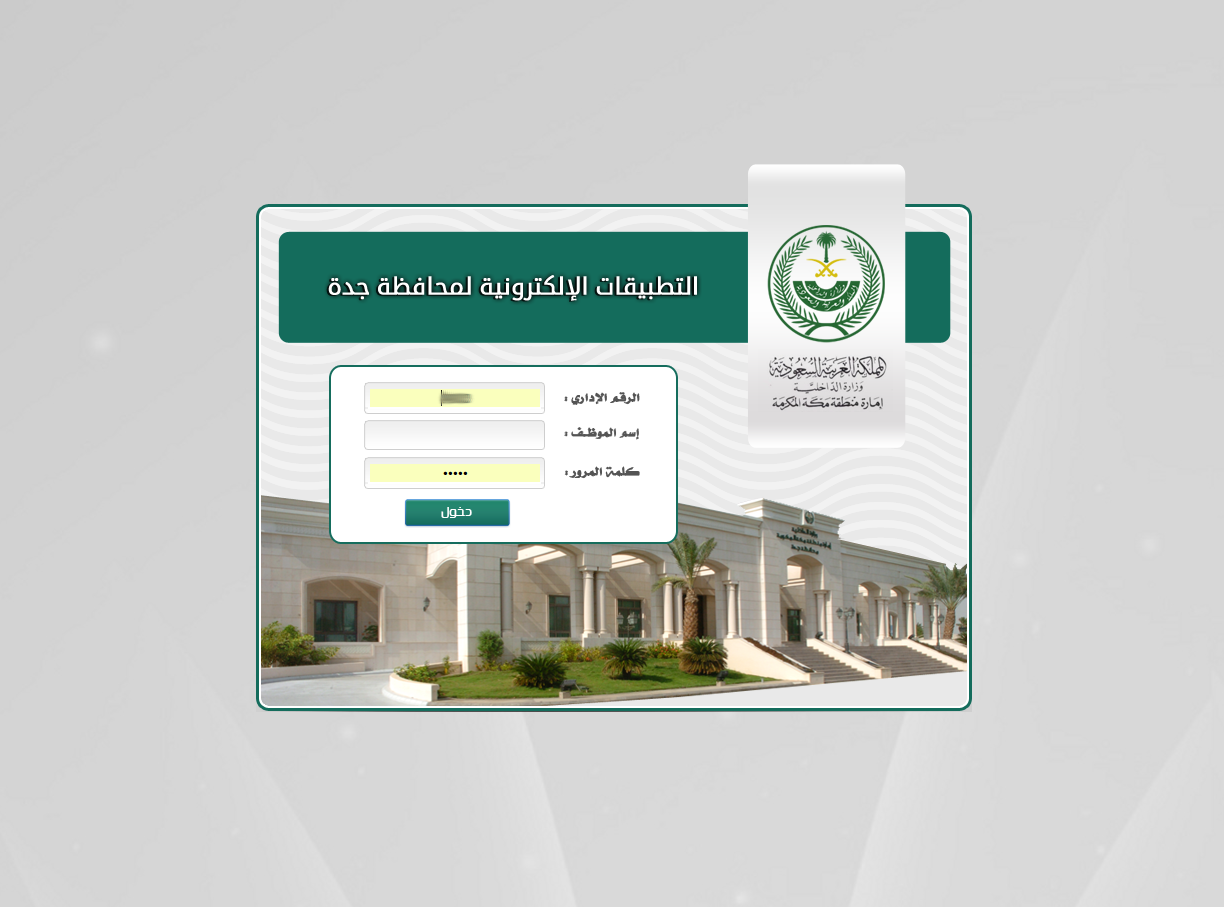 التطبيقات الإلكترونية لمحافظة جدة
المملكة العربية السعودية
وزارة الداخلية
إمارة منطقة مكة المكرمة
الرقم الإداري :
إسم الموظف :
كلمة المرور :
•••••
دخول